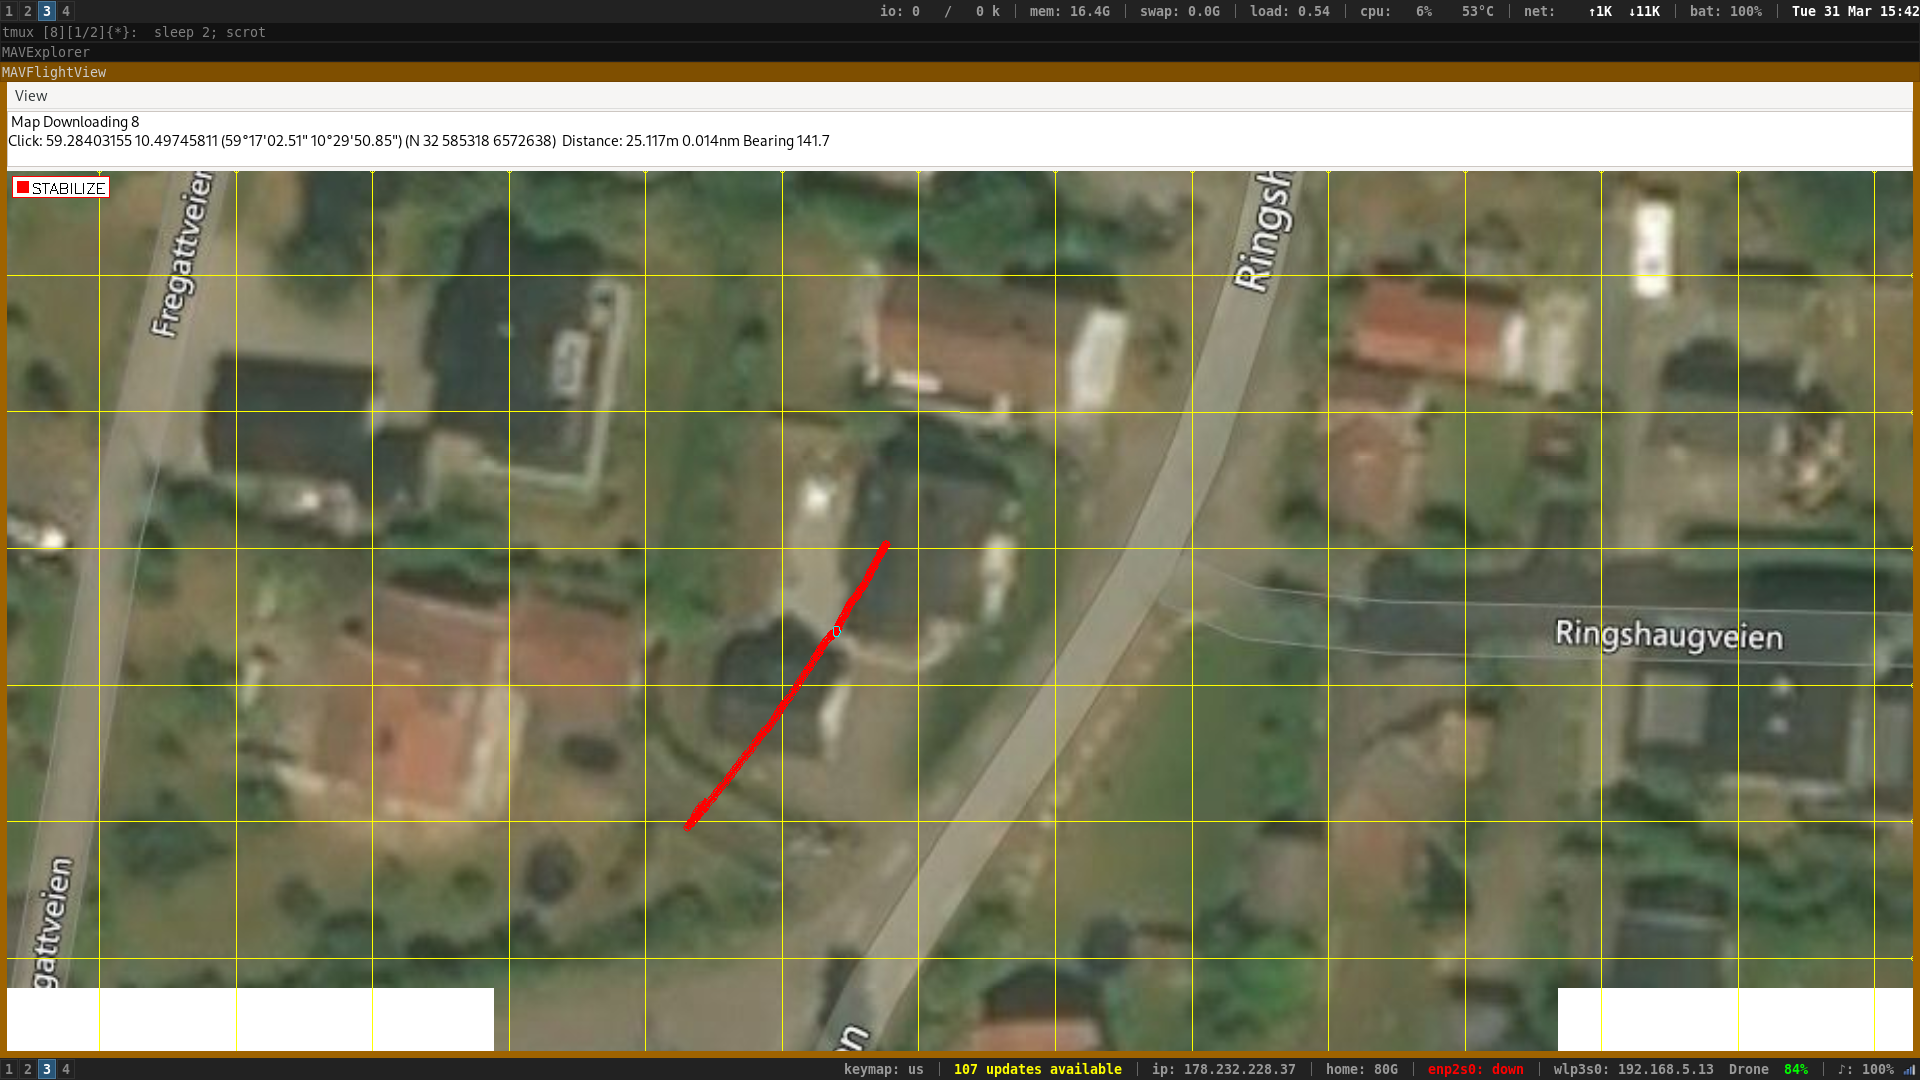 1 2 3 4 io: 0 / 0 k | mem: 16.4G | swap: 0.0G | load: 0.54 | cpu: 6% 53°C | net: ↑1K ↓11K | bat: 100% | Tue 31 Mar 15:42
tmux [8][1/2]{*}: sleep 2; scrot
MAVExplorer
MAVFlightView
View
Map Downloading 8
Click: 59.28403155 10.49745811 (59°17'02.51" 10°29'50.85") (N 32 585318 6572638) Distance: 25.117m 0.014nm Bearing 141.7
STABILIZE
Fregattveien
Ringsh
Ringshaugveien
gattveien
en
1 2 3 4 keymap: us | 107 updates available | ip: 178.232.228.37 | home: 80G | enp2s0: down | wlp3s0: 192.168.5.13 Drone 84% | ♪: 100%